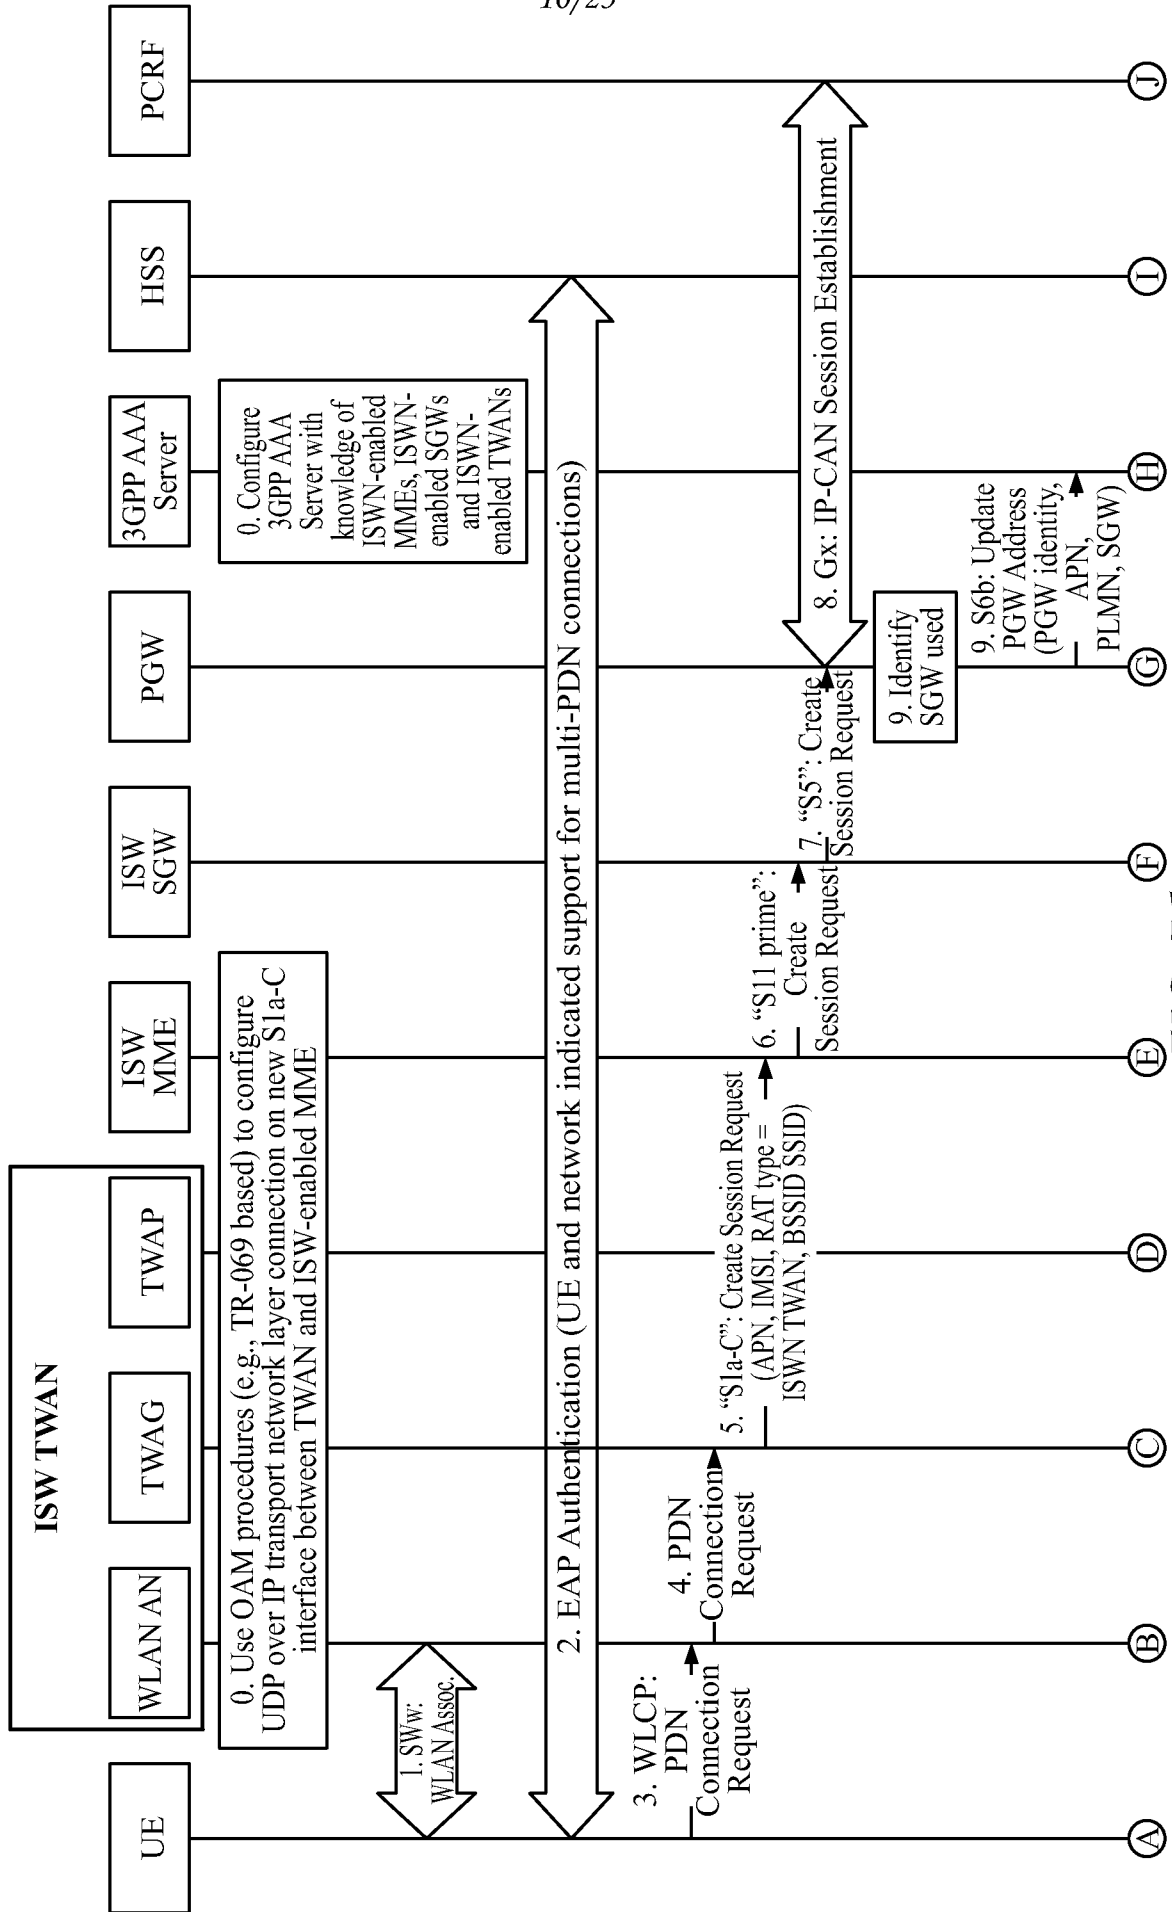 10/25
ISW TWAN
UE
WLAN AN
TWAG
TWAP
ISW
MME
ISW
SGW
PGW
3GPP AAA
Server
HSS
PCRF
0. Use OAM procedures (e.g., TR-069 based) to configure
UDP over IP transport network layer connection on new S1a-C
interface between TWAN and ISW-enabled MME
0. Configure
3GPP AAA
Server with
knowledge of
ISWN-enabled
MMEs, ISWN-
enabled SGWs
and ISWN-
enabled TWANs
1. SWw:
WLAN Assoc.
2. EAP Authentication (UE and network indicated support for multi-PDN connections)
3. WLCP:
PDN
Connection
Request
4. PDN
Connection
Request
5. “S1a-C”: Create Session Request
(APN, IMSI, RAT type =
ISWN TWAN, BSSID SSID)
6. “S11 prime”:
Create
Session Request
7. “S5”: Create
Session Request
8. Gx: IP-CAN Session Establishment
9. Identify
SGW used
9. S6b: Update
PGW Address
(PGW identity,
APN,
PLMN, SGW)
A
B
C
D
E
F
G
H
I
J